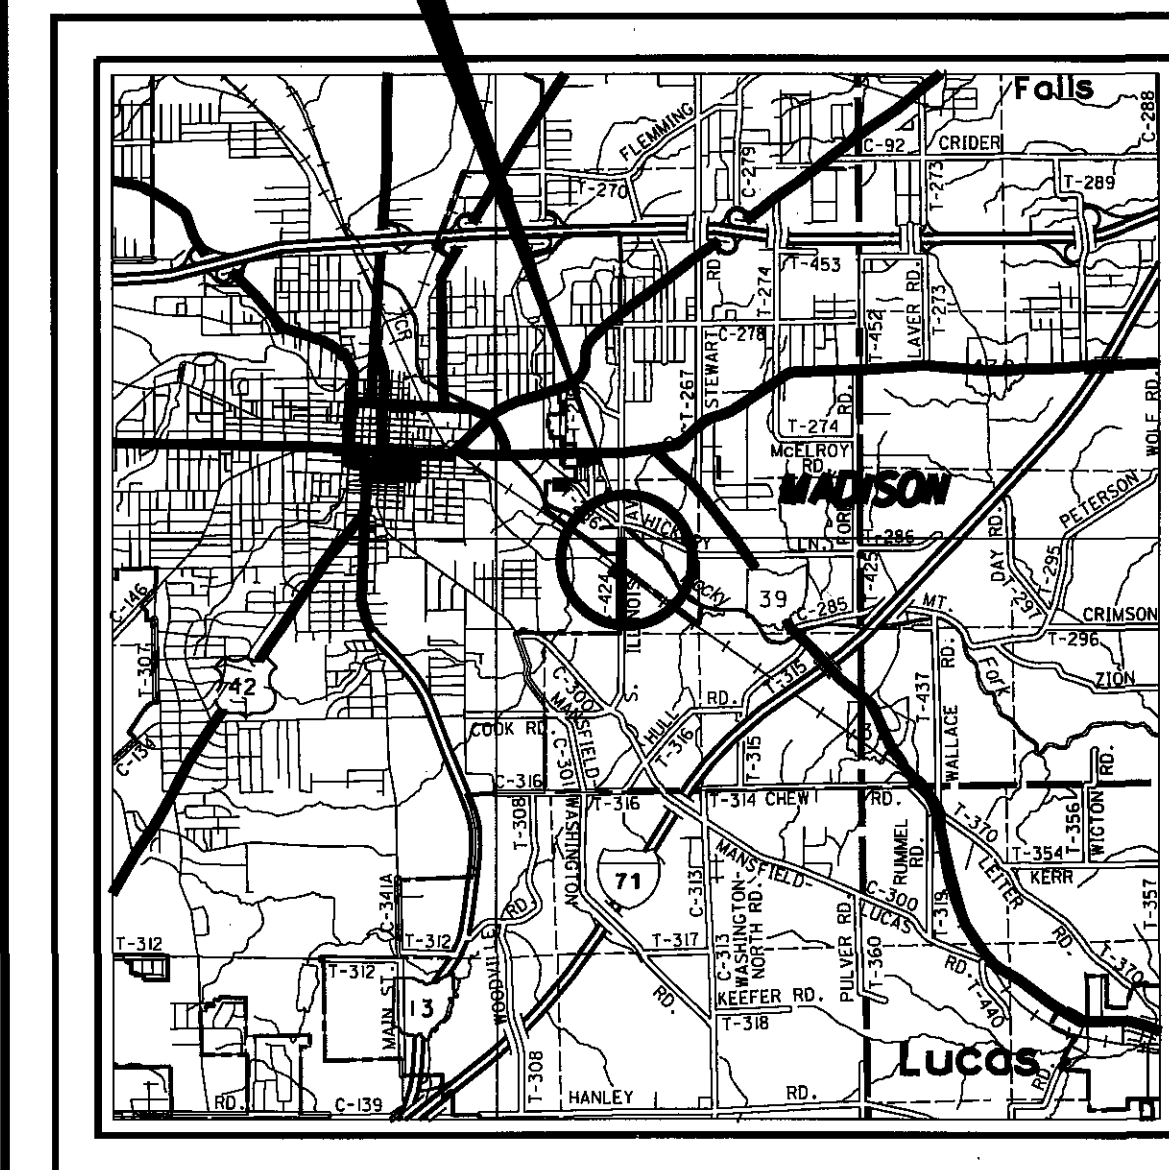 Falls
C-288
FLEMMING
C-279
C-92
CRIDER
T-273
T-289
T-270
T-453
RD.
T-274
LAVER RD.
T-273
T-452
C-278
STEWART
T-267
T-274
RD.
McELROY
RD.
WOLF RD.
MADISON
PETERSON
HICKORY
LN.
T-286
DAY RD.
T-295
T-297
C-146
-424
ILLINOIS
39
C-285
MT.
CRIMSON
T-296
T-307
42
C-300
MANSFIELD-
S.
HULL
RD.
T-315
T-316
T-437
RD.
WALLACE
Fork
ZION
COOK RD.
C-301
C-316
T-316
T-315
T-314
CHEW
RD.
RD.
T-308
WASHINGTON
T-356
WIGTON
T-370
T-354
KERR
LEITER
RD.
71
MANSFIELD-
LUCAS
RD.
C-300
RUMMEL
RD.
C-313
C-341A
T-357
T-312
T-312
T-312
RD.
T-317
C-313
WASHINGTON-
NORTH RD.
PULVER RD.
T-360
T-370
T-440
MAIN ST.
13
RD.
KEEFER RD.
T-318
Lucas
T-308
RD.
C-139
HANLEY
RD.
RD.